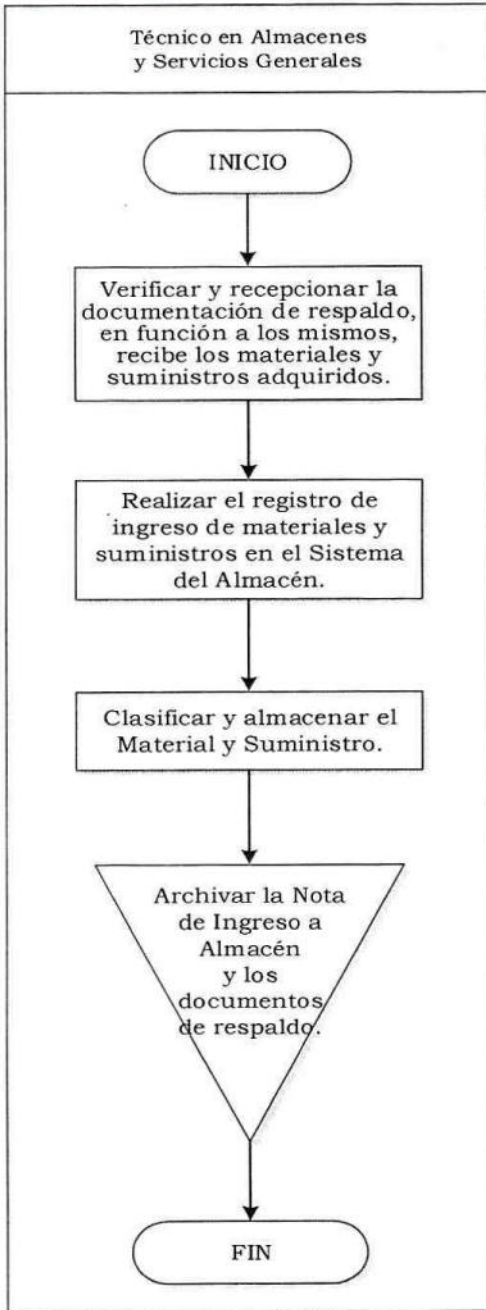 Técnico en Almacenes
y Servicios Generales
INICIO
Verificar y recepcionar la
documentación de respaldo,
en función a los mismos,
recibe los materiales y
suministros adquiridos.
Realizar el registro de
ingreso de materiales y
suministros en el Sistema
del Almacén.
Clasificar y almacenar el
Material y Suministro.
Archivar la Nota
de Ingreso a
Almacén
y los
documentos
de respaldo.
FIN